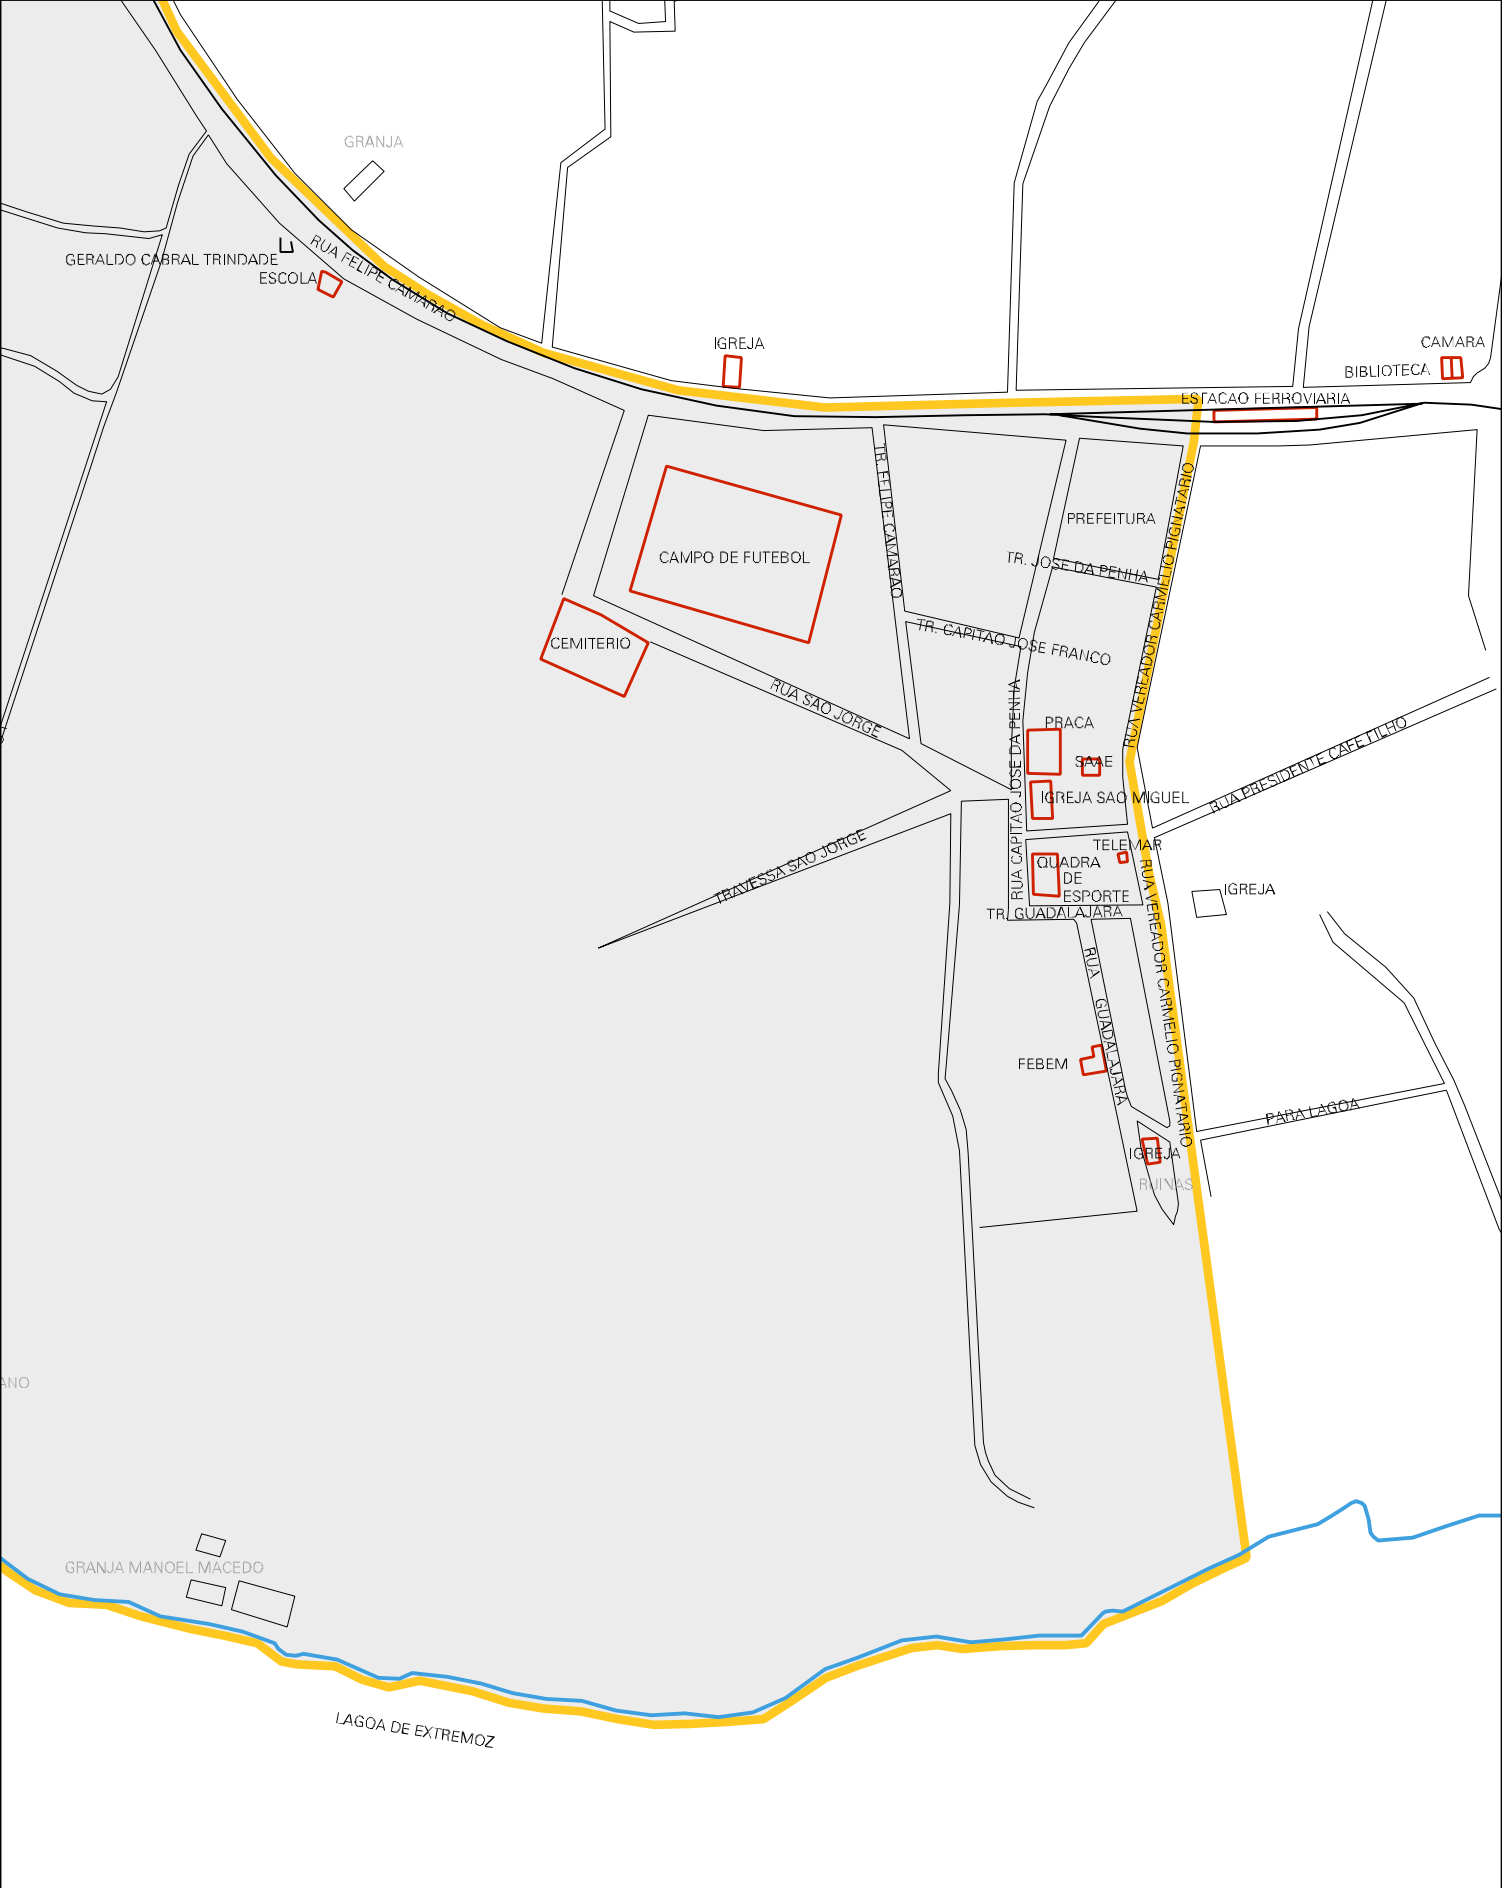 GRANJA
RUA FELIPE CAMARAO
GERALDO CABRAL TRINDADE
ESCOLA
IGREJA
CAMARA
BIBLIOTECA
ESTACAO FERROVIARIA
TR. FELIPE CAMARAO
PREFEITURA
RUA VEREADOR CARMELIO PIGNATARIO
CAMPO DE FUTEBOL
TR. JOSE DA PENHA
TR. CAPITAO JOSE FRANCO
CEMITERIO
RUA SAO JORGE
RUA CAPITAO JOSE DA PENHA
PRACA
SAAE
RUA PRESIDENTE CAFE FILHO
IGREJA SAO MIGUEL
TRAVESSA SAO JORGE
TELEMAR
QUADRA
DE
ESPORTE
IGREJA
TR. GUADALAJARA
RUA VEREADOR CARMELIO PIGNATARIO
RUA GUADALAJARA
FEBEM
PARA LAGOA
IGREJA
RUINAS
ANO
GRANJA MANOEL MACEDO
LAGOA DE EXTREMOZ